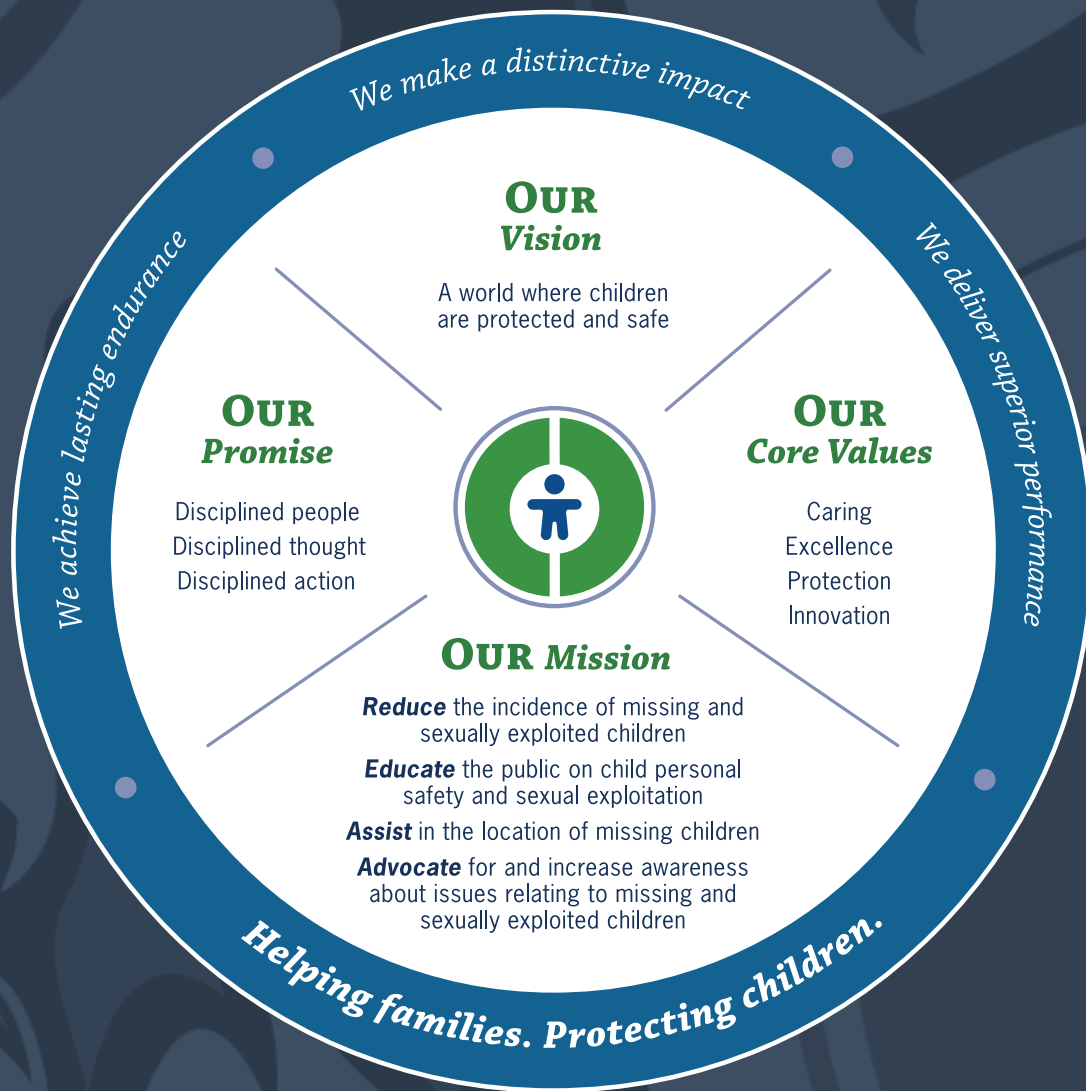 We make a distinctive impact
We achieve lasting endurance
We deliver superior performance
OUR
Vision
A world where children
are protected and safe
OUR
Promise
Disciplined people
Disciplined thought
Disciplined action
OUR
Core Values
Caring
Excellence
Protection
Innovation
OUR Mission
Reduce the incidence of missing and
sexually exploited children
Educate the public on child personal
safety and sexual exploitation
Assist in the location of missing children
Advocate for and increase awareness
about issues relating to missing and
sexually exploited children
Helping families. Protecting children.